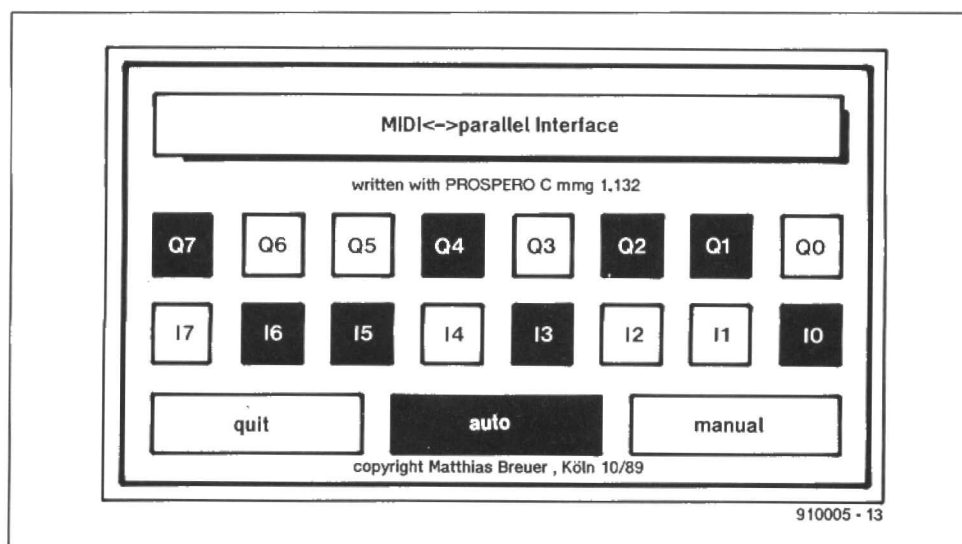 MIDI<->parallel Interface
written with PROSPERO C mmg 1.132
Q7 Q6 Q5 Q4 Q3 Q2 Q1 Q0
I7 I6 I5 I4 I3 I2 I1 I0
quit auto manual
copyright Matthias Breuer , Köln 10/89
910005 - 13